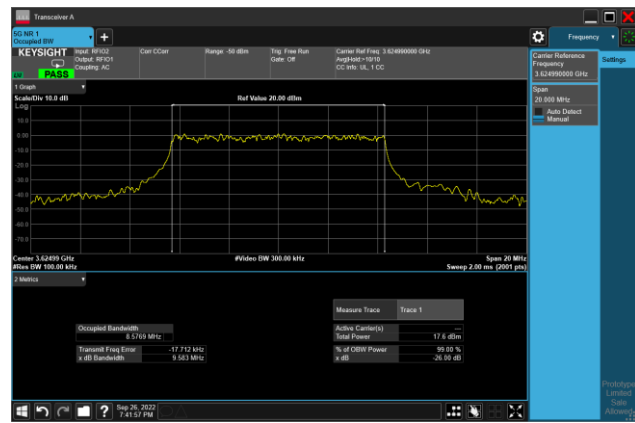 Transceiver A
5G NR 1
Occupied BW
Frequency
KEYSIGHT
Input: RFIO2
Output: RFIO1
Coupling: AC
Corr CCorr
Range: -50 dBm
Trig: Free Run
Gate: Off
Carrier Ref Freq: 3.624990000 GHz
Avg|Hold:>10/10
CC Info: UL, 1 CC
PASS
Carrier Reference
Frequency
3.624990000 GHz
Settings
Span
20.000 MHz
Auto Detect
Manual
1 Graph
Scale/Div 10.0 dB
Ref Value 20.00 dBm
Log
10.0
0.00
-10.0
-20.0
-30.0
-40.0
-50.0
-60.0
-70.0
Center 3.62499 GHz
#Video BW 300.00 kHz
Span 20 MHz
#Res BW 100.00 kHz
Sweep 2.00 ms (2001 pts)
2 Metrics
Measure Trace
Trace 1
Occupied Bandwidth
8.5769 MHz
Active Carrier(s)
---
Total Power
17.6 dBm
Transmit Freq Error
-17.712 kHz
x dB Bandwidth
9.583 MHz
% of OBW Power
99.00 %
x dB
-26.00 dB
Prototype
Limited
Sale
Allowed
Sep 26, 2022
7:41:57 PM